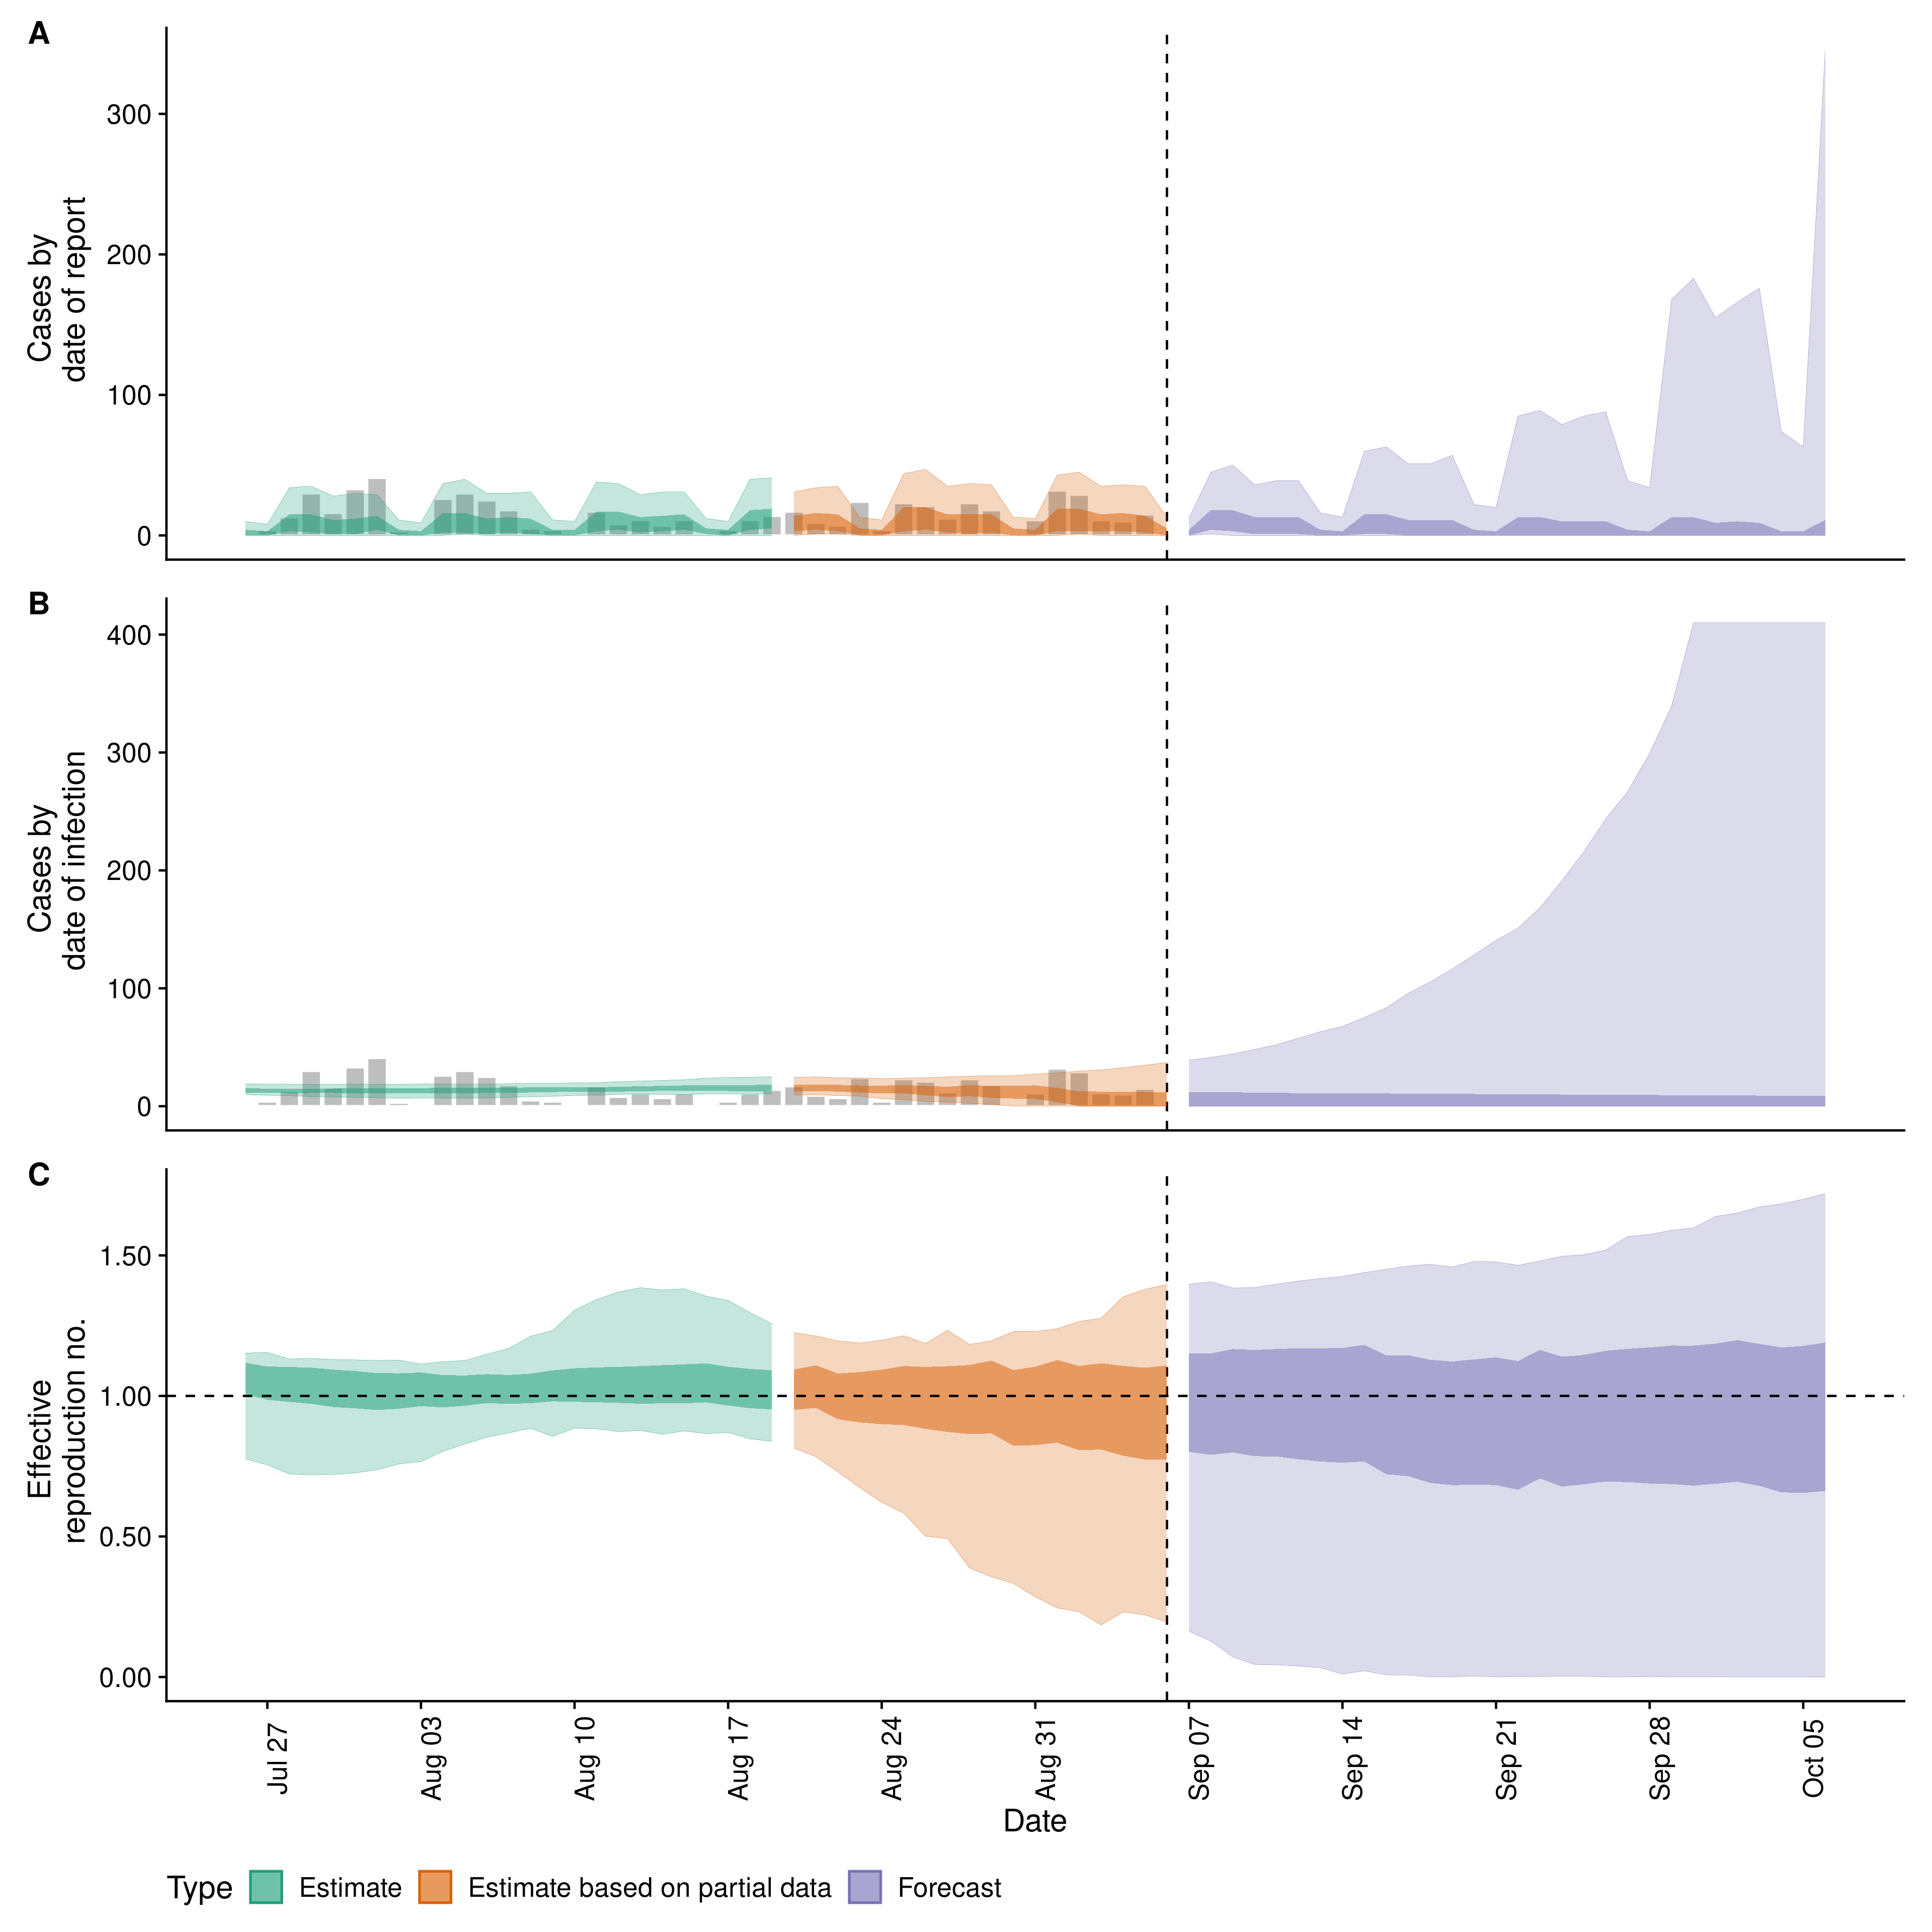 A
Cases by
date of report
300
200
100
0
B
Cases by
date of infection
400
300
200
100
0
C
Effective
reproduction no.
1.50
1.00
0.50
0.00
Jul 27
Aug 03
Aug 10
Aug 17
Aug 24
Aug 31
Sep 07
Sep 14
Sep 21
Sep 28
Oct 05
Date
Type Estimate Estimate based on partial data Forecast